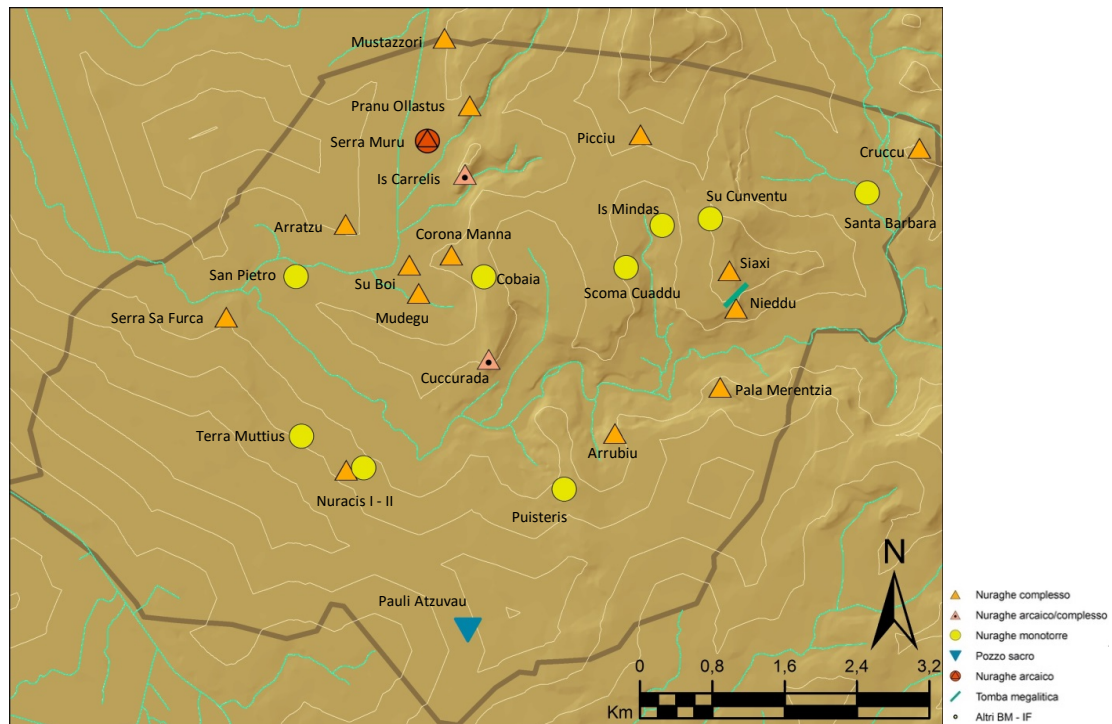 Mustazzori
Pranu Ollastus
Serra Muru
Picciu
Cruccu
Is Carrelis
Su Cunventu
Is Mindas
Santa Barbara
Arratzu
Corona Manna
Siaxi
San Pietro
Su Boi
Cobaia
Scoma Cuaddu
Nieddu
Mudegu
Serra Sa Furca
Cuccurada
Pala Merentzia
Terra Muttius
Arrubiu
Nuracis I - II
Puisteris
Pauli Atzuvau
N
0 0,8 1,6 2,4 3,2
Km
Nuraghe complesso
Nuraghe arcaico/complesso
Nuraghe monotorre
Pozzo sacro
Nuraghe arcaico
Tomba megalitica
Altri BM - IF